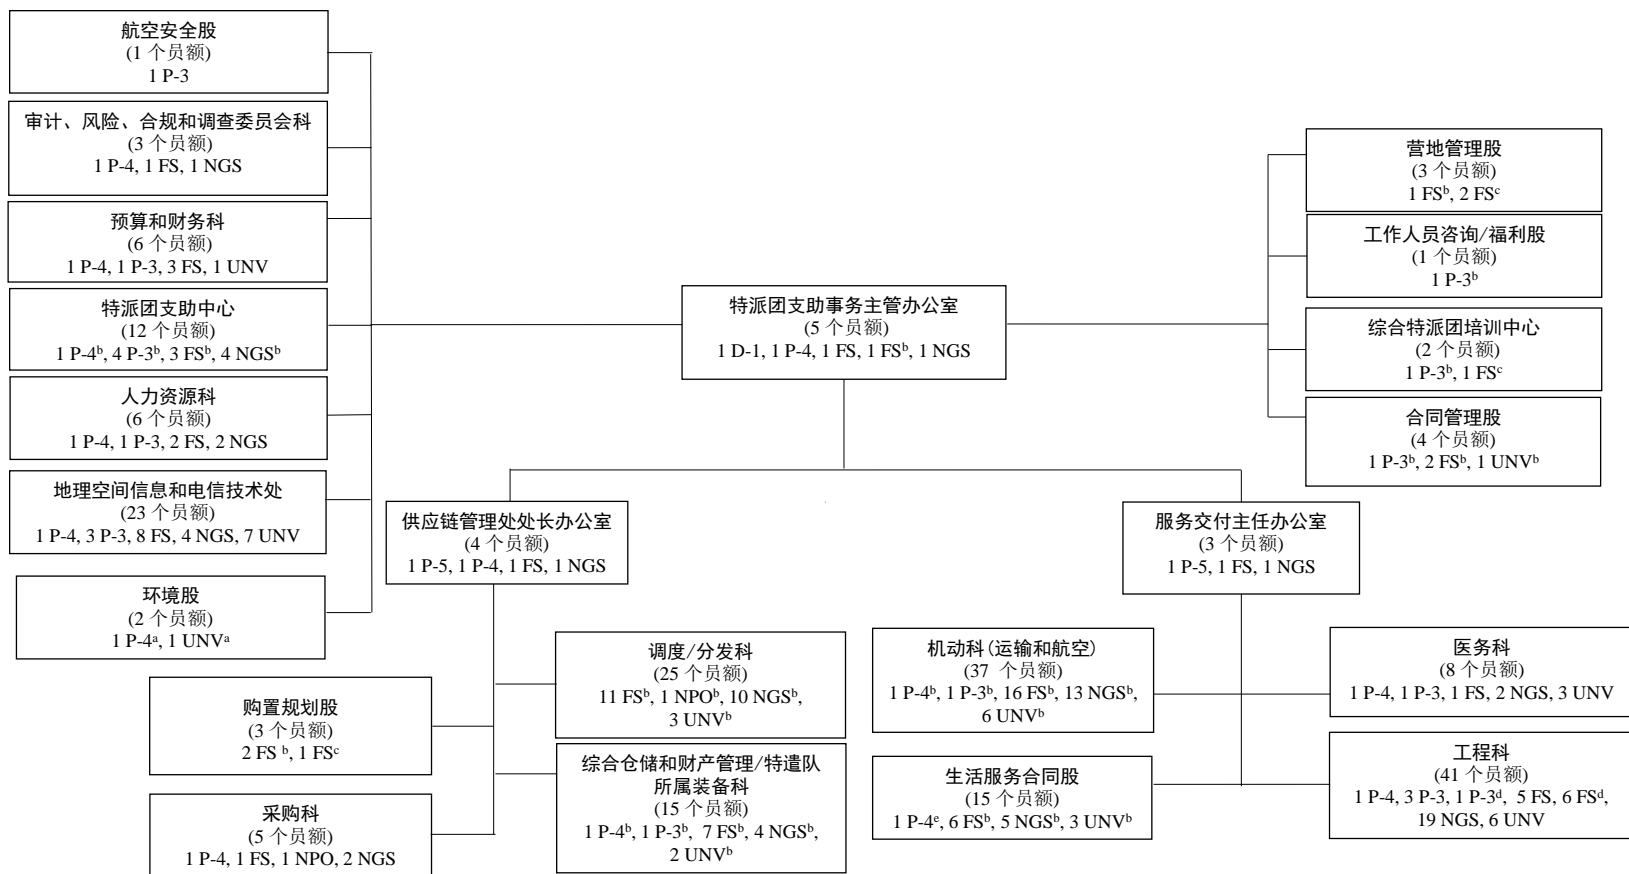 航空安全股
(1 个员额)
1 P-3
审计、风险、合规和调查委员会科
(3 个员额)
1 P-4, 1 FS, 1 NGS
预算和财务科
(6 个员额)
1 P-4, 1 P-3, 3 FS, 1 UNV
特派团支助中心
(12 个员额)
1 P-4ᵇ, 4 P-3ᵇ, 3 FSᵇ, 4 NGSᵇ
人力资源科
(6 个员额)
1 P-4, 1 P-3, 2 FS, 2 NGS
地理空间信息和电信技术处
(23 个员额)
1 P-4, 3 P-3, 8 FS, 4 NGS, 7 UNV
环境股
(2 个员额)
1 P-4ᵃ, 1 UNVᵃ
特派团支助事务主管办公室
(5 个员额)
1 D-1, 1 P-4, 1 FS, 1 FSᵇ, 1 NGS
营地管理股
(3 个员额)
1 FSᵇ, 2 FSᶜ
工作人员咨询/福利股
(1 个员额)
1 P-3ᵇ
综合特派团培训中心
(2 个员额)
1 P-3ᵇ, 1 FSᶜ
合同管理股
(4 个员额)
1 P-3ᵇ, 2 FSᵇ, 1 UNVᵇ
供应链管理处处长办公室
(4 个员额)
1 P-5, 1 P-4, 1 FS, 1 NGS
服务交付主任办公室
(3 个员额)
1 P-5, 1 FS, 1 NGS
调度/分发科
(25 个员额)
11 FSᵇ, 1 NPOᵇ, 10 NGSᵇ,
3 UNVᵇ
购置规划股
(3 个员额)
2 FS ᵇ, 1 FSᶜ
综合仓储和财产管理/特遣队
所属装备科
(15 个员额)
1 P-4ᵇ, 1 P-3ᵇ, 7 FSᵇ, 4 NGSᵇ,
2 UNVᵇ
采购科
(5 个员额)
1 P-4, 1 FS, 1 NPO, 2 NGS
机动科(运输和航空)
(37 个员额)
1 P-4ᵇ, 1 P-3ᵇ, 16 FSᵇ, 13 NGSᵇ,
6 UNVᵇ
医务科
(8 个员额)
1 P-4, 1 P-3, 1 FS, 2 NGS, 3 UNV
生活服务合同股
(15 个员额)
1 P-4ᵉ, 6 FSᵇ, 5 NGSᵇ, 3 UNVᵇ
工程科
(41 个员额)
1 P-4, 3 P-3, 1 P-3ᵈ, 5 FS, 6 FSᵈ,
19 NGS, 6 UNV